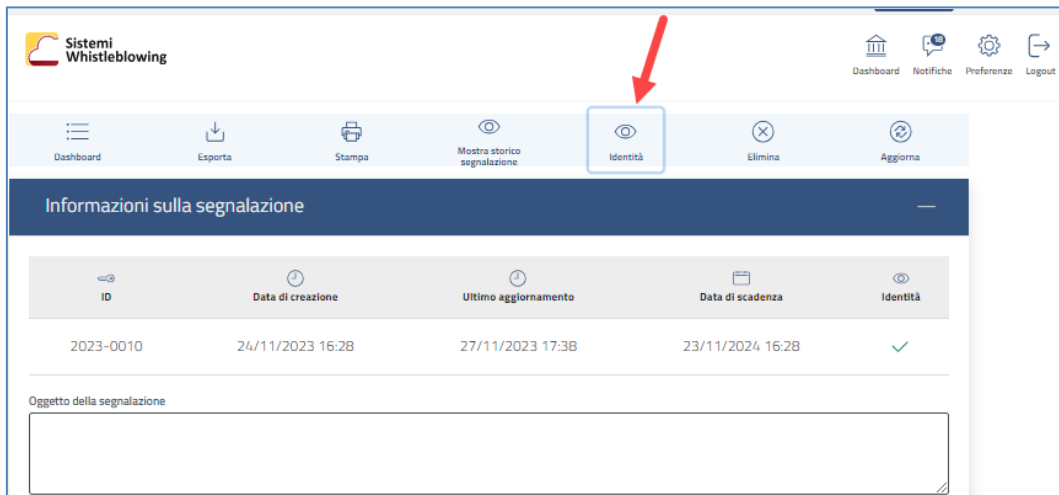 Sistemi
Whistleblowing
18
Dashboard Notifiche Preferenze Logout
Dashboard Esporta Stampa Mostra storico segnalazione Identità Elimina Aggiorna
Informazioni sulla segnalazione
ID Data di creazione Ultimo aggiornamento Data di scadenza Identità
2023-0010 24/11/2023 16:28 27/11/2023 17:38 23/11/2024 16:28
Oggetto della segnalazione